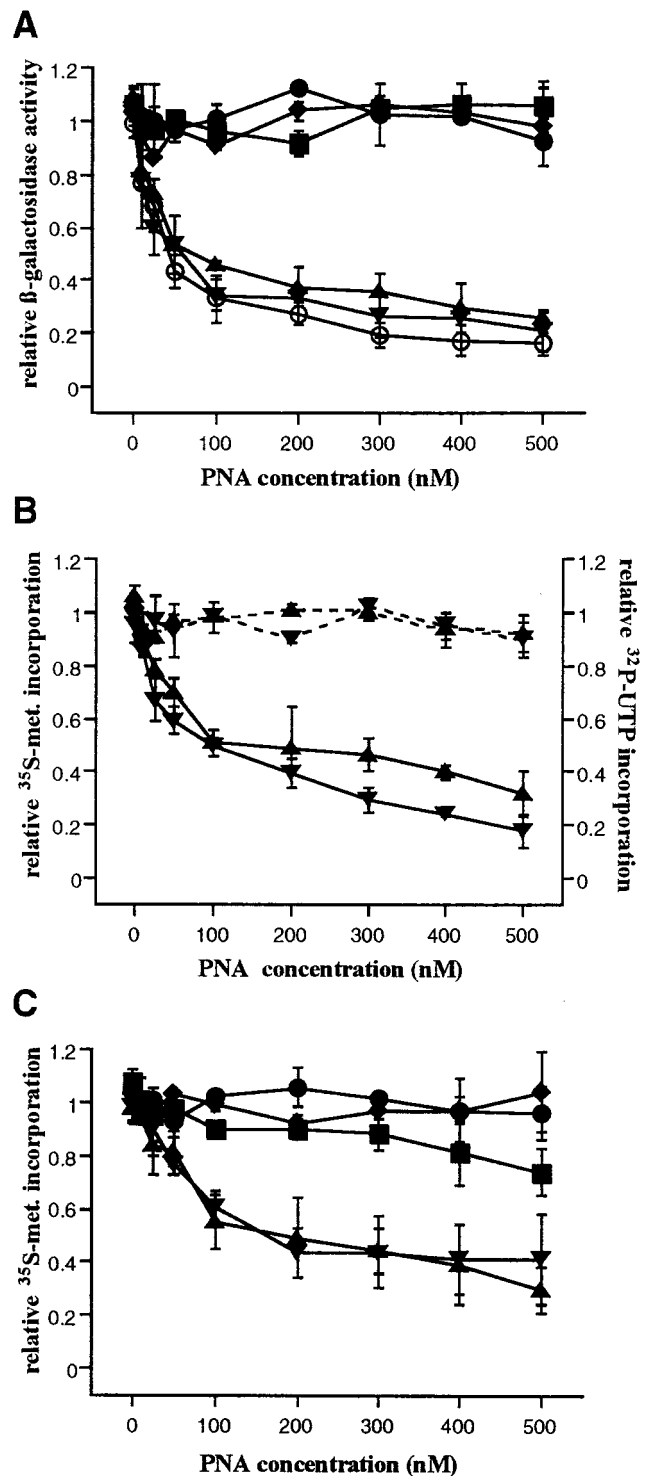 A
relative ß-galactosidase activity
1.2
1
0.8
0.6
0.4
0.2
0
0 100 200 300 400 500
PNA concentration (nM)
B
relative ³⁵S-met. incorporation
1.2
1
0.8
0.6
0.4
0.2
0
1.2
1
0.8
0.6
0.4
0.2
0
relative ³²P-UTP incorporation
0 100 200 300 400 500
PNA concentration (nM)
C
relative ³⁵S-met. incorporation
1.2
1
0.8
0.6
0.4
0.2
0
0 100 200 300 400 500
PNA concentration (nM)